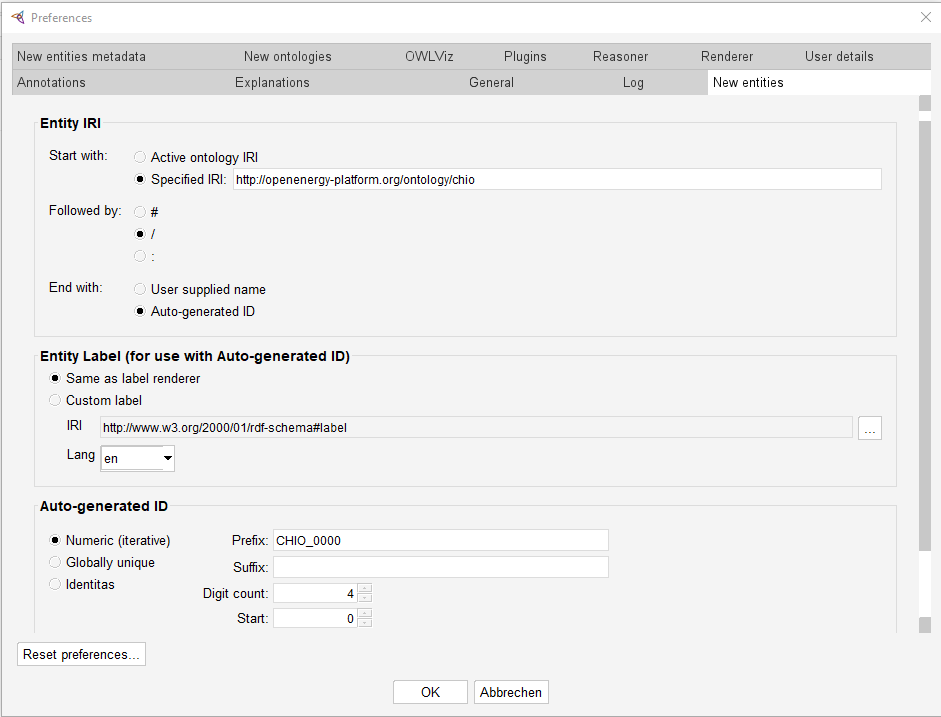 Preferences
New entities metadata New ontologies OWLViz Plugins Reasoner Renderer User details
Annotations Explanations General Log New entities
Entity IRI
Start with: Active ontology IRI
Specified IRI: http://openenergy-platform.org/ontology/chio
Followed by: #
/
:
End with: User supplied name
Auto-generated ID
Entity Label (for use with Auto-generated ID)
Same as label renderer
Custom label
IRI http://www.w3.org/2000/01/rdf-schema#label ...
Lang en
Auto-generated ID
Numeric (iterative) Prefix: CHIO_0000
Globally unique Suffix:
Identitas Digit count: 4
Start: 0
Reset preferences...
OK Abbrechen